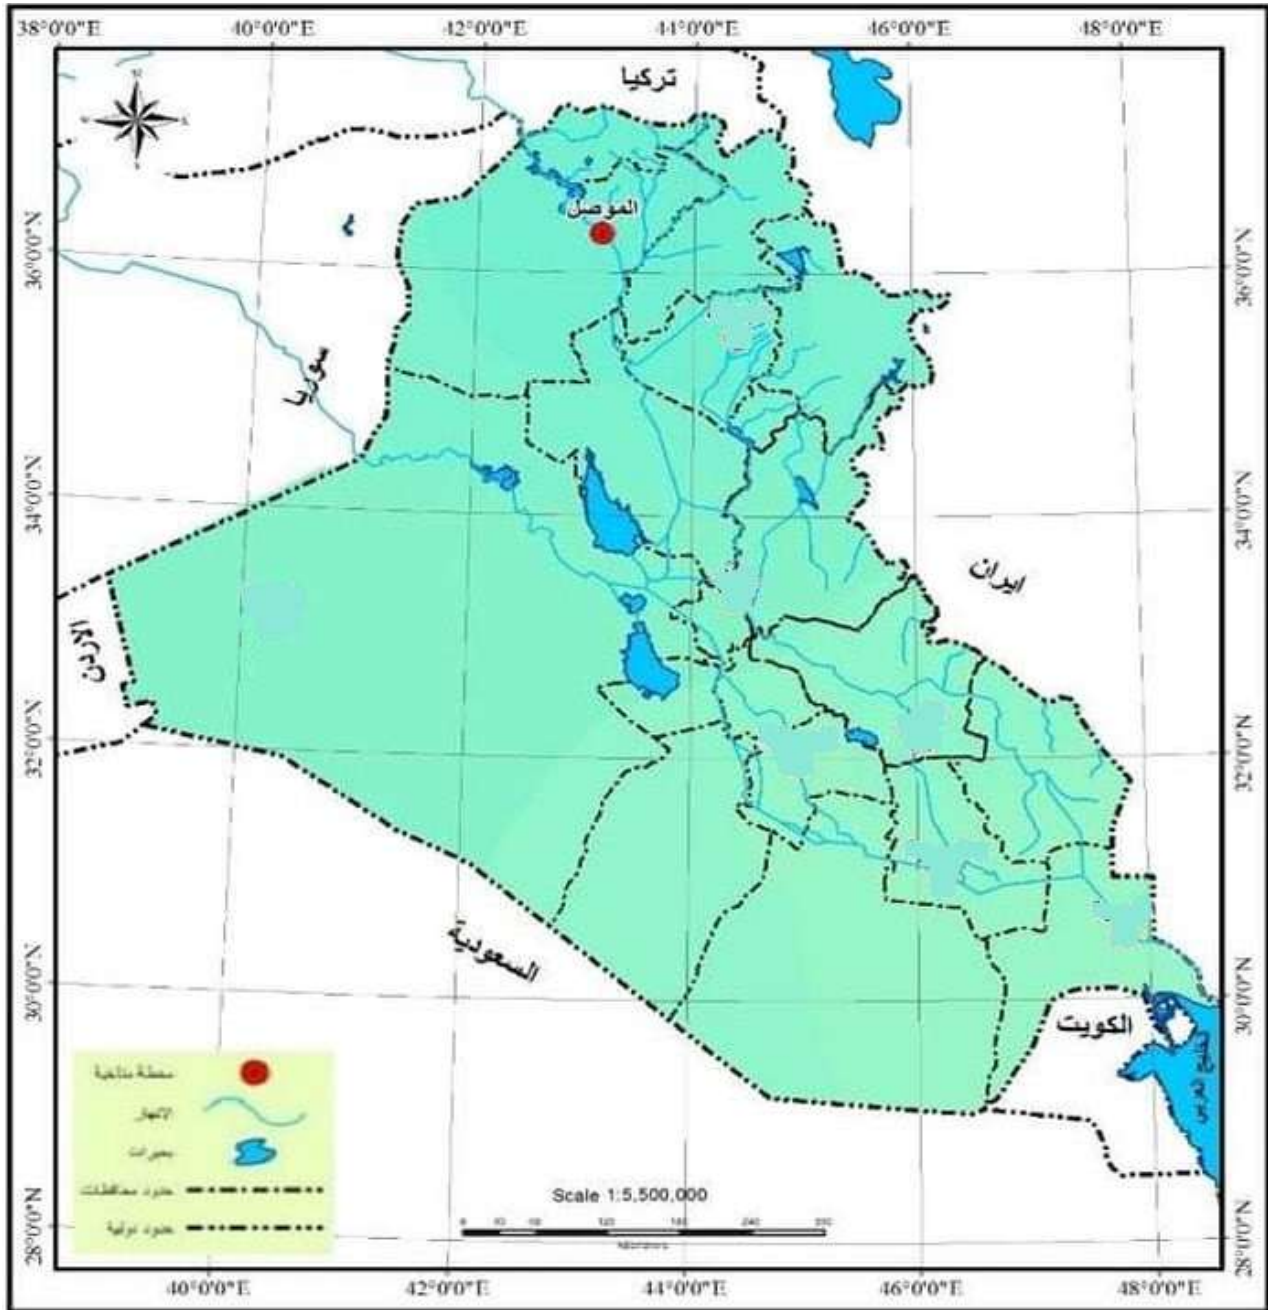 38°0'0"E 40°0'0"E 42°0'0"E 44°0'0"E 46°0'0"E 48°0'0"E
تركيا
N
W
E
S
الموصل
36°0'0"N
36°0'0"N
سوريا
34°0'0"N
34°0'0"N
ايران
الاردن
32°0'0"N
32°0'0"N
السعودية
30°0'0"N
30°0'0"N
الكويت
الخليج العربي
محطة مناخية
الانهار
بحيرات
حدود محافظات
حدود دولية
Scale 1:5,500,000
120 180 240
Kilometers
28°0'0"N
28°0'0"N
40°0'0"E 42°0'0"E 44°0'0"E 46°0'0"E 48°0'0"E